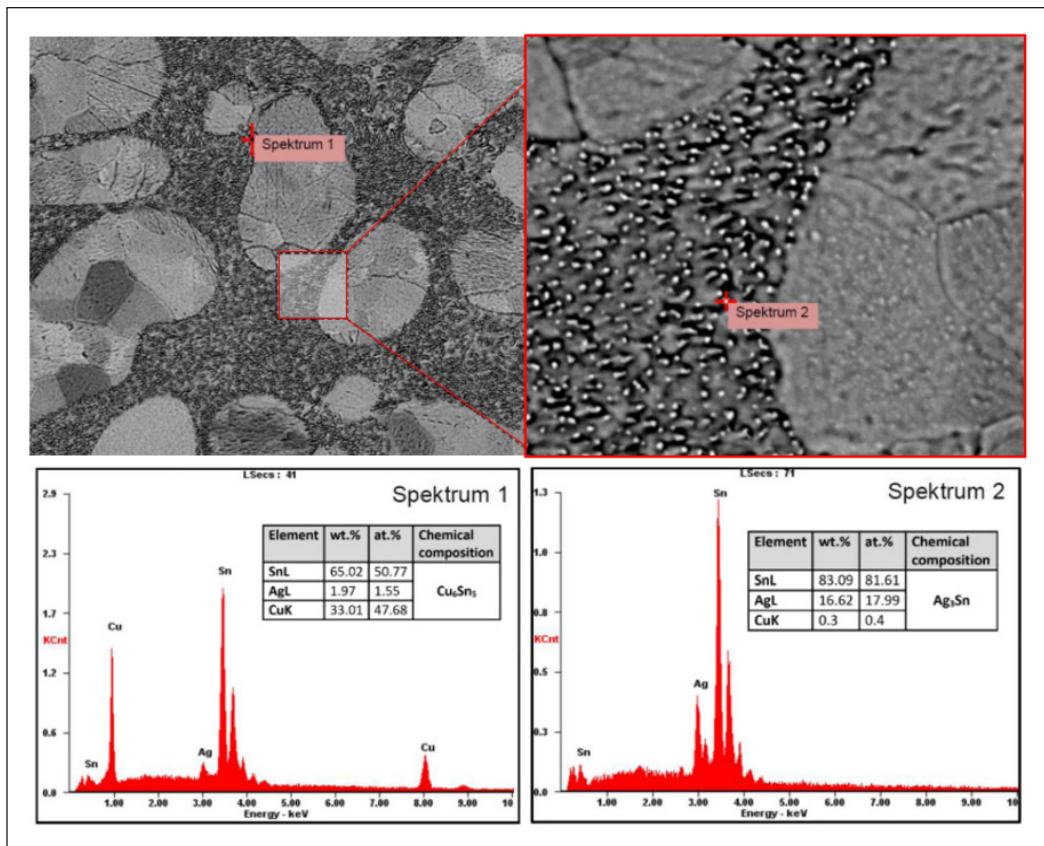 Spektrum 1
Spektrum 2
LSecs : 41
Spektrum 1
Element wt.% at.% Chemical composition
SnL 65.02 50.77 Cu₆Sn₅
AgL 1.97 1.55
CuK 33.01 47.68
2.9
2.3
1.7
KCnt
1.2
0.6
0.0
Cu
Sn
Sn
Ag
Cu
1.00 2.00 3.00 4.00 5.00 6.00 7.00 8.00 9.00 10
Energy - keV
LSecs : 71
Spektrum 2
Element wt.% at.% Chemical composition
SnL 83.09 81.61 Ag₃Sn
AgL 16.62 17.99
CuK 0.3 0.4
1.3
1.0
0.8
KCnt
0.5
0.3
0.0
Sn
Ag
Sn
1.00 2.00 3.00 4.00 5.00 6.00 7.00 8.00 9.00 10
Energy - keV